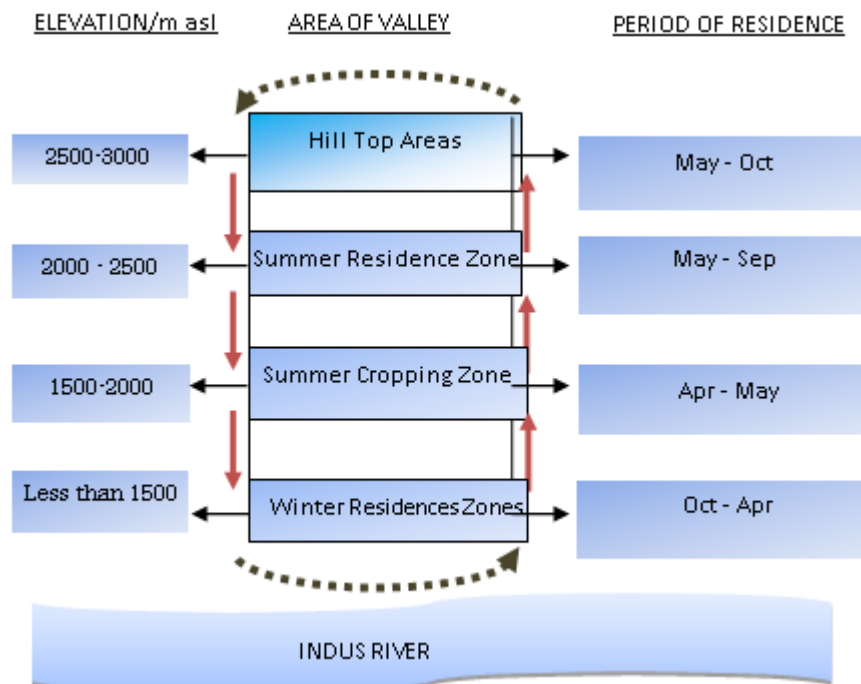 ELEVATION/m asl AREA OF VALLEY PERIOD OF RESIDENCE
2500-3000 Hill Top Areas May - Oct
2000 - 2500 Summer Residence Zone May - Sep
1500-2000 Summer Cropping Zone Apr - May
Less than 1500 Winter Residences Zones Oct - Apr
INDUS RIVER